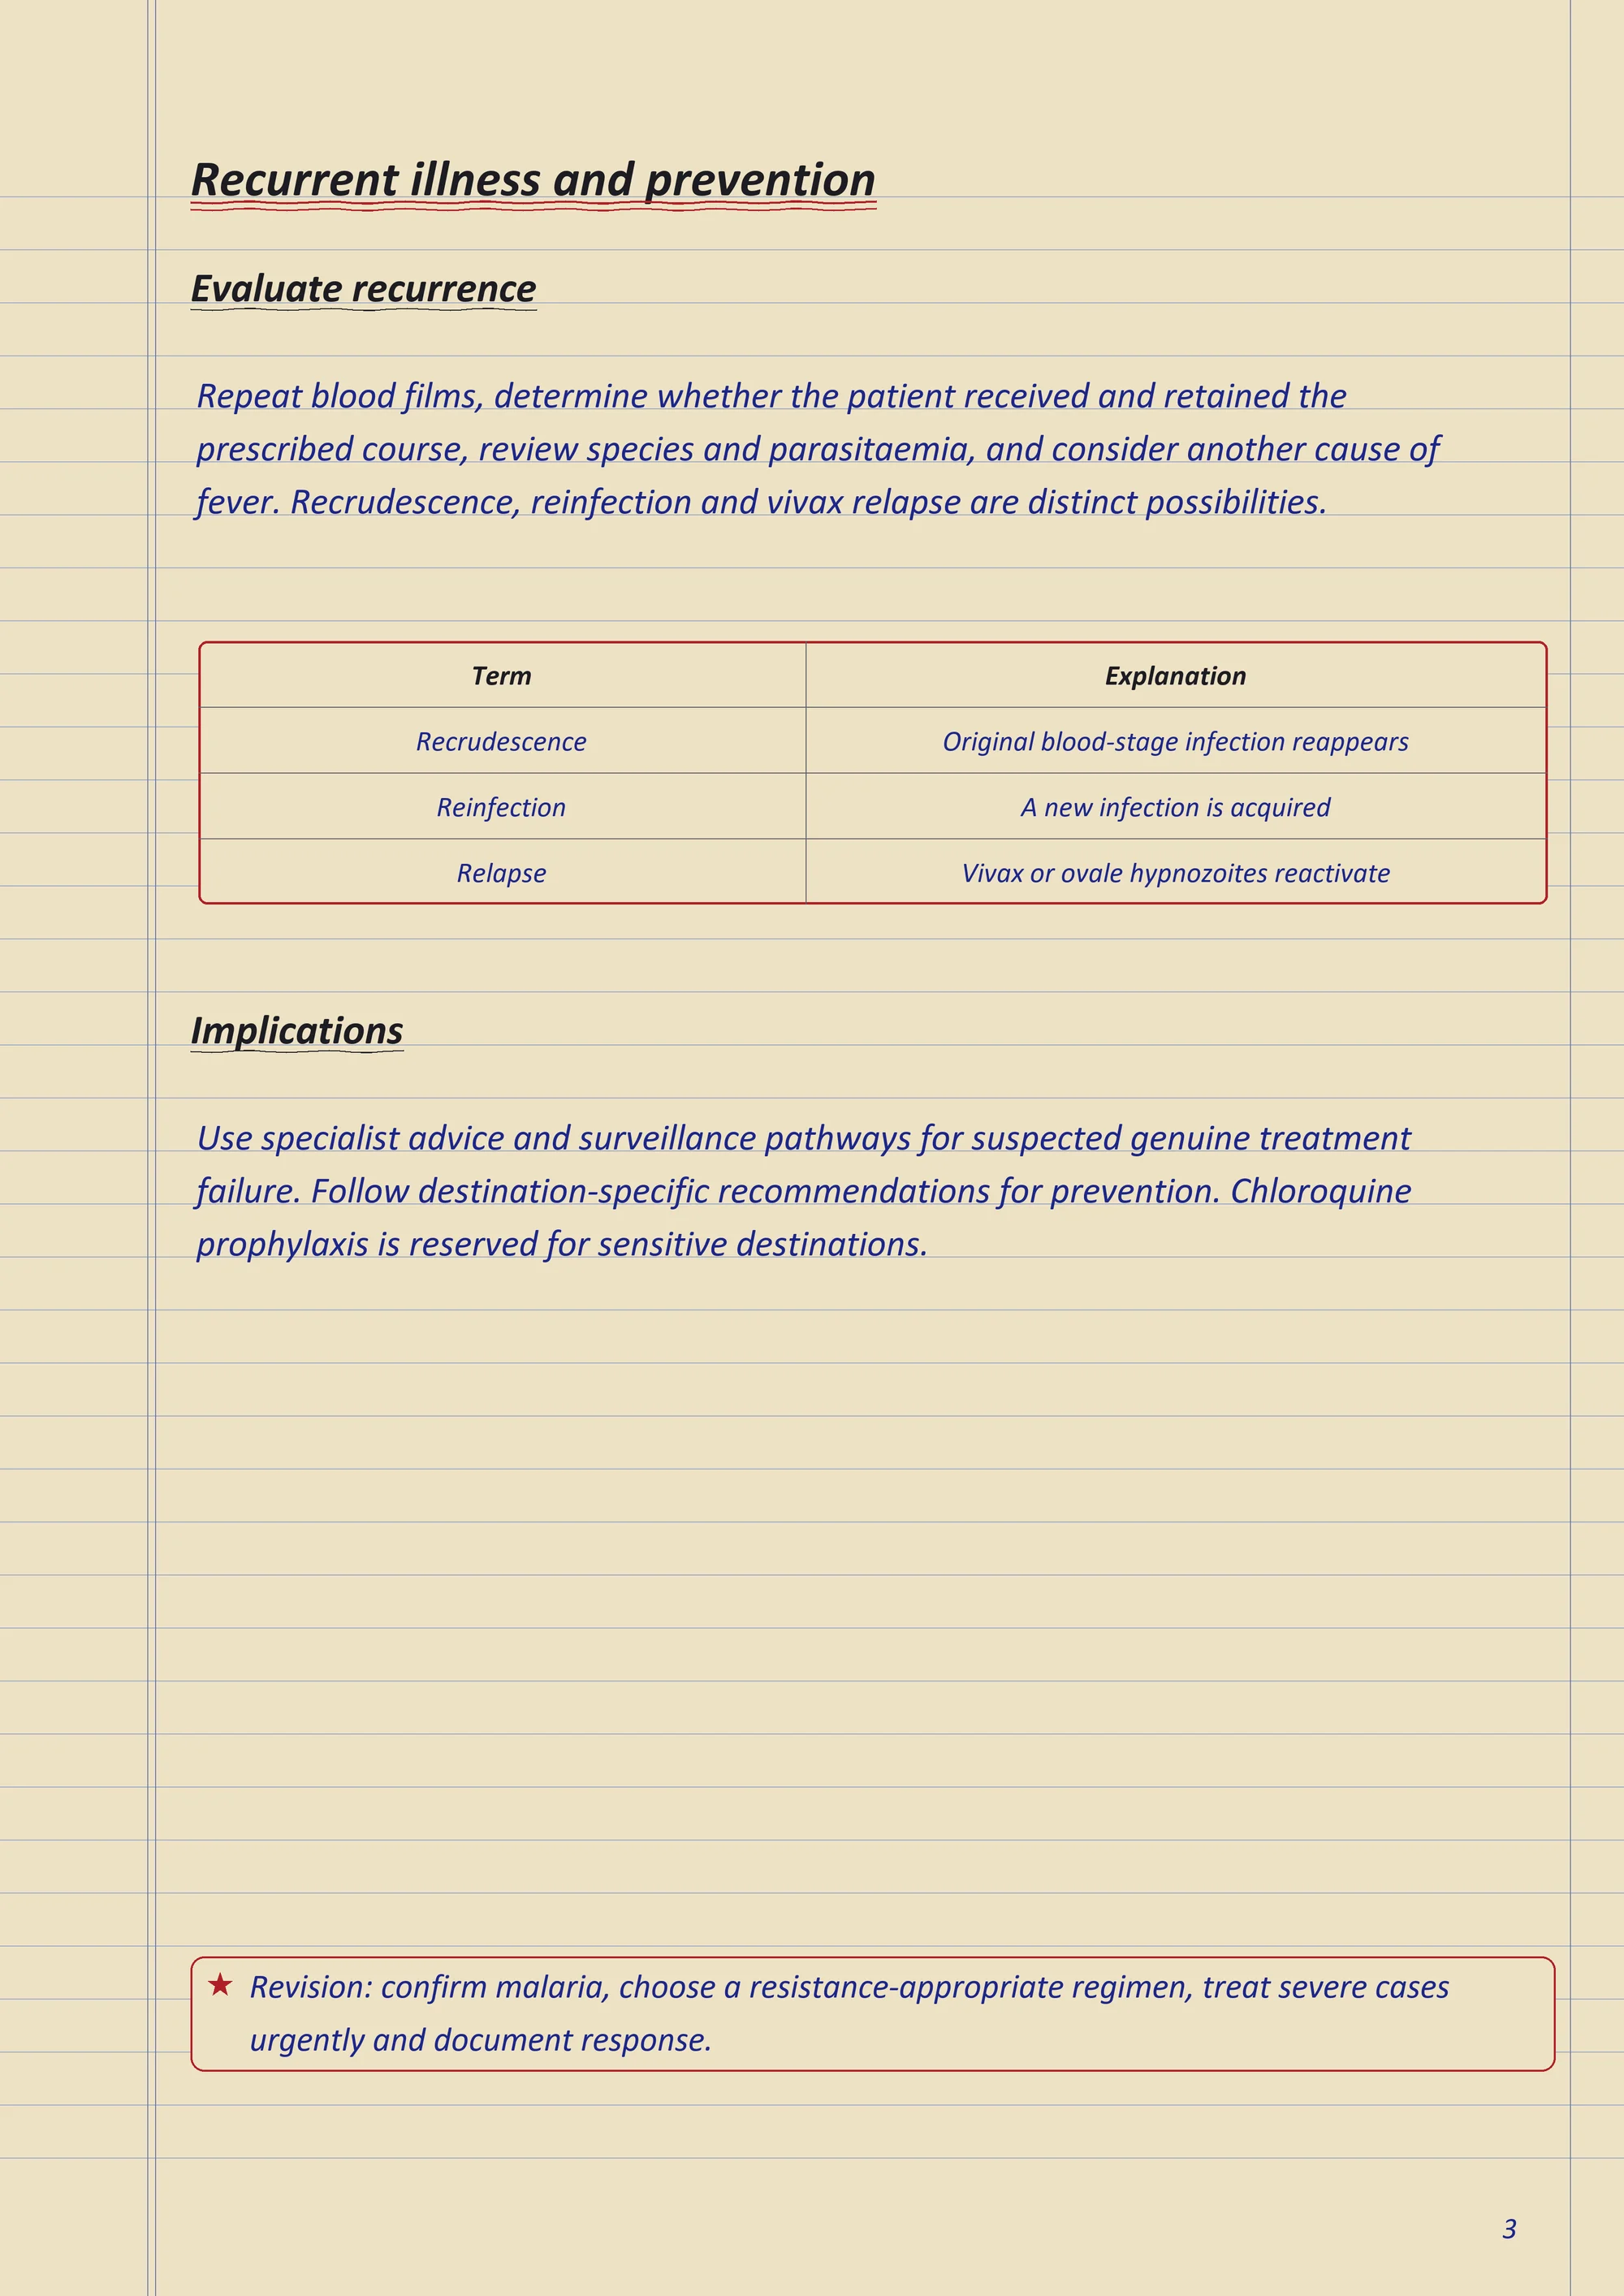 Recurrent illness and prevention
Evaluate recurrence
Repeat blood films, determine whether the patient received and retained the
prescribed course, review species and parasitaemia, and consider another cause of
fever. Recrudescence, reinfection and vivax relapse are distinct possibilities.
Term Explanation
Recrudescence Original blood-stage infection reappears
Reinfection A new infection is acquired
Relapse Vivax or ovale hypnozoites reactivate
Implications
Use specialist advice and surveillance pathways for suspected genuine treatment
failure. Follow destination-specific recommendations for prevention. Chloroquine
prophylaxis is reserved for sensitive destinations.
★ Revision: confirm malaria, choose a resistance-appropriate regimen, treat severe cases
urgently and document response.
3